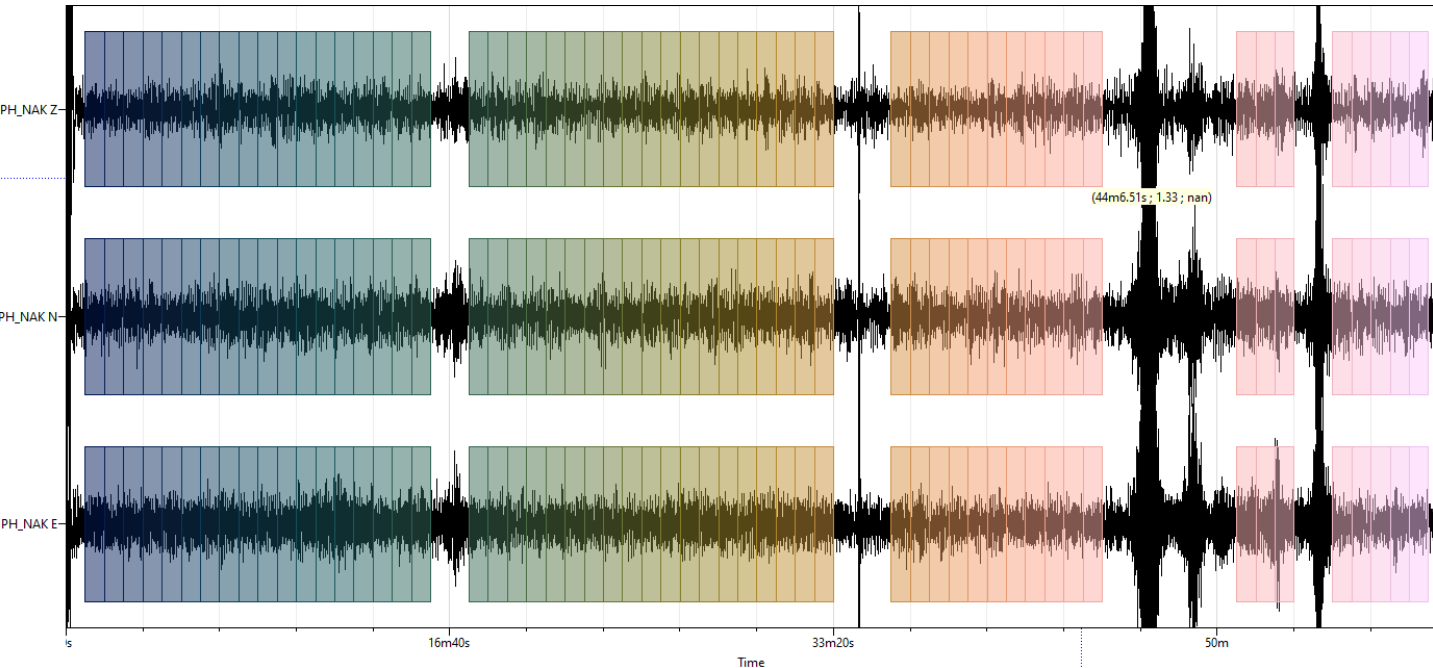 PH_NAK Z
(44m6.51s ; 1.33 ; nan)
PH_NAK N
PH_NAK E
s
16m40s
33m20s
50m
Time